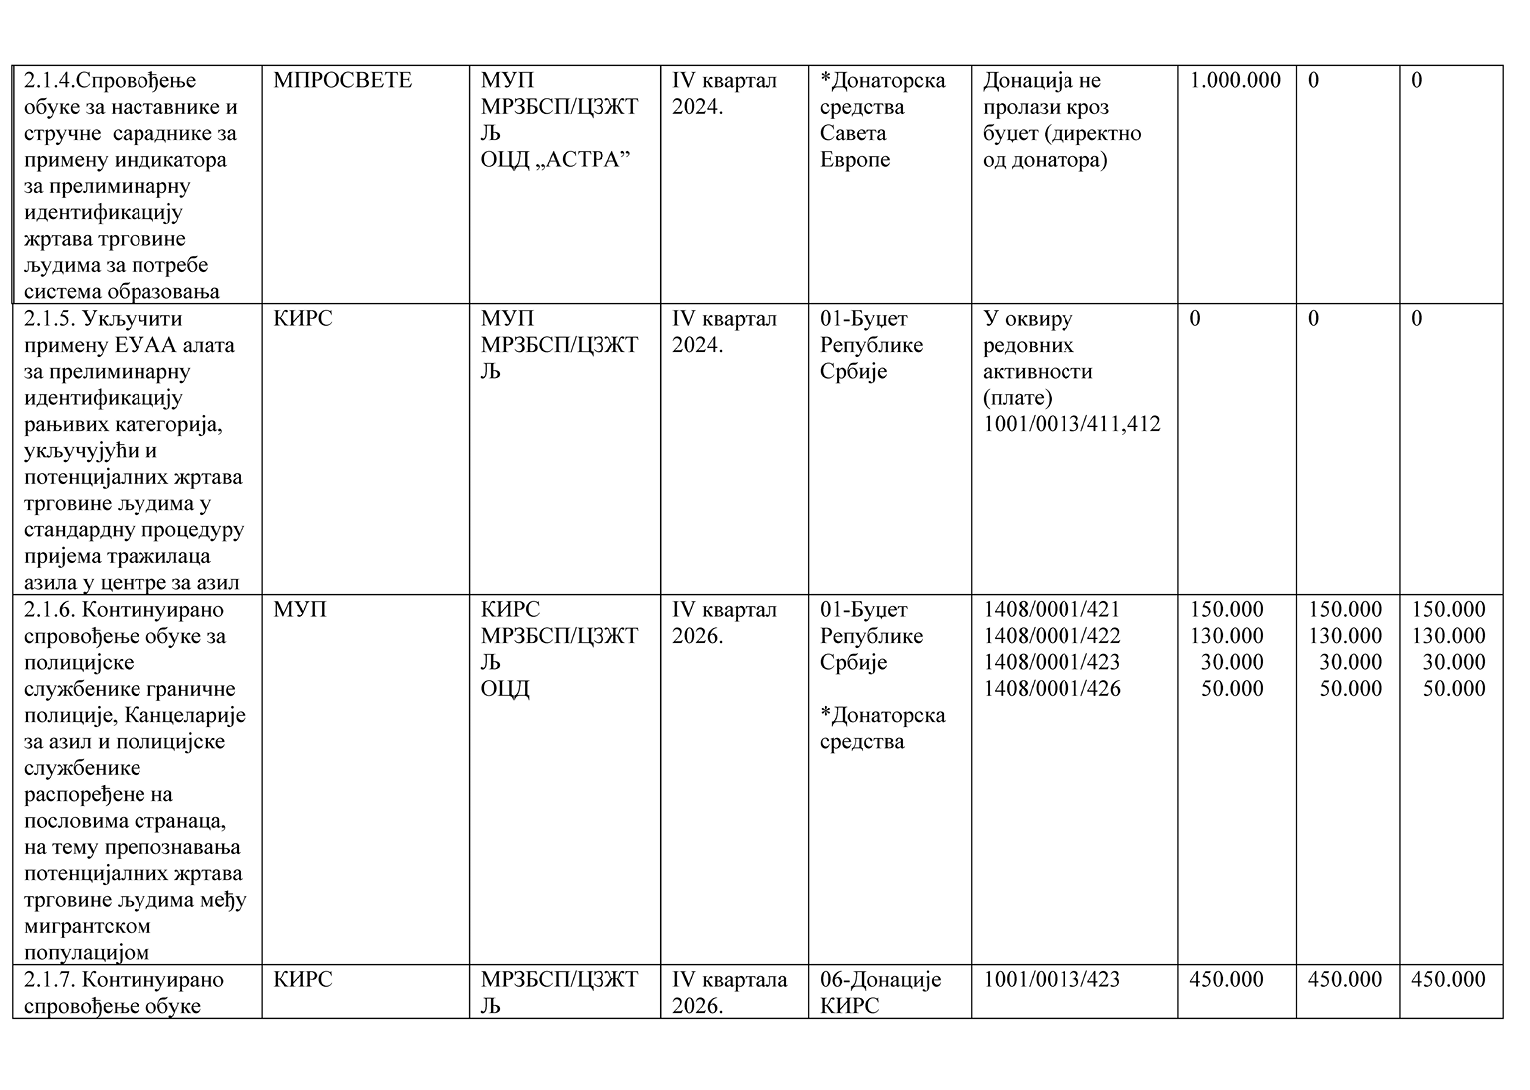 2.1.4.Спровођење
обуке за наставнике и
стручне сараднике за
примену индикатора
за прелиминарну
идентификацију
жртава трговине
људима за потребе
система образовања
МПРОСВЕТЕ
МУП
МРЗБСП/ЦЗЖТ
Љ
ОЦД „АСТРА”
IV квартал
2024.
*Донаторска
средства
Савета
Европе
Донација не
пролази кроз
буџет (директно
од донатора)
1.000.000
0
0
2.1.5. Укључити
примену ЕУАА алата
за прелиминарну
идентификацију
рањивих категорија,
укључујући и
потенцијалних жртава
трговине људима у
стандардну процедуру
пријема тражилаца
азила у центре за азил
КИРС
МУП
МРЗБСП/ЦЗЖТ
Љ
IV квартал
2024.
01-Буџет
Републике
Србије
У оквиру
редовних
активности
(плате)
1001/0013/411,412
0
0
0
2.1.6. Континуирано
спровођење обуке за
полицијске
службенике граничне
полиције, Канцеларије
за азил и полицијске
службенике
распоређене на
пословима странаца,
на тему препознавања
потенцијалних жртава
трговине људима међу
мигрантском
популацијом
МУП
КИРС
МРЗБСП/ЦЗЖТ
Љ
ОЦД
IV квартал
2026.
01-Буџет
Републике
Србије
*Донаторска
средства
1408/0001/421
1408/0001/422
1408/0001/423
1408/0001/426
150.000
130.000
30.000
50.000
150.000
130.000
30.000
50.000
150.000
130.000
30.000
50.000
2.1.7. Континуирано
спровођење обуке
КИРС
МРЗБСП/ЦЗЖТ
Љ
IV квартала
2026.
06-Донације
КИРС
1001/0013/423
450.000
450.000
450.000